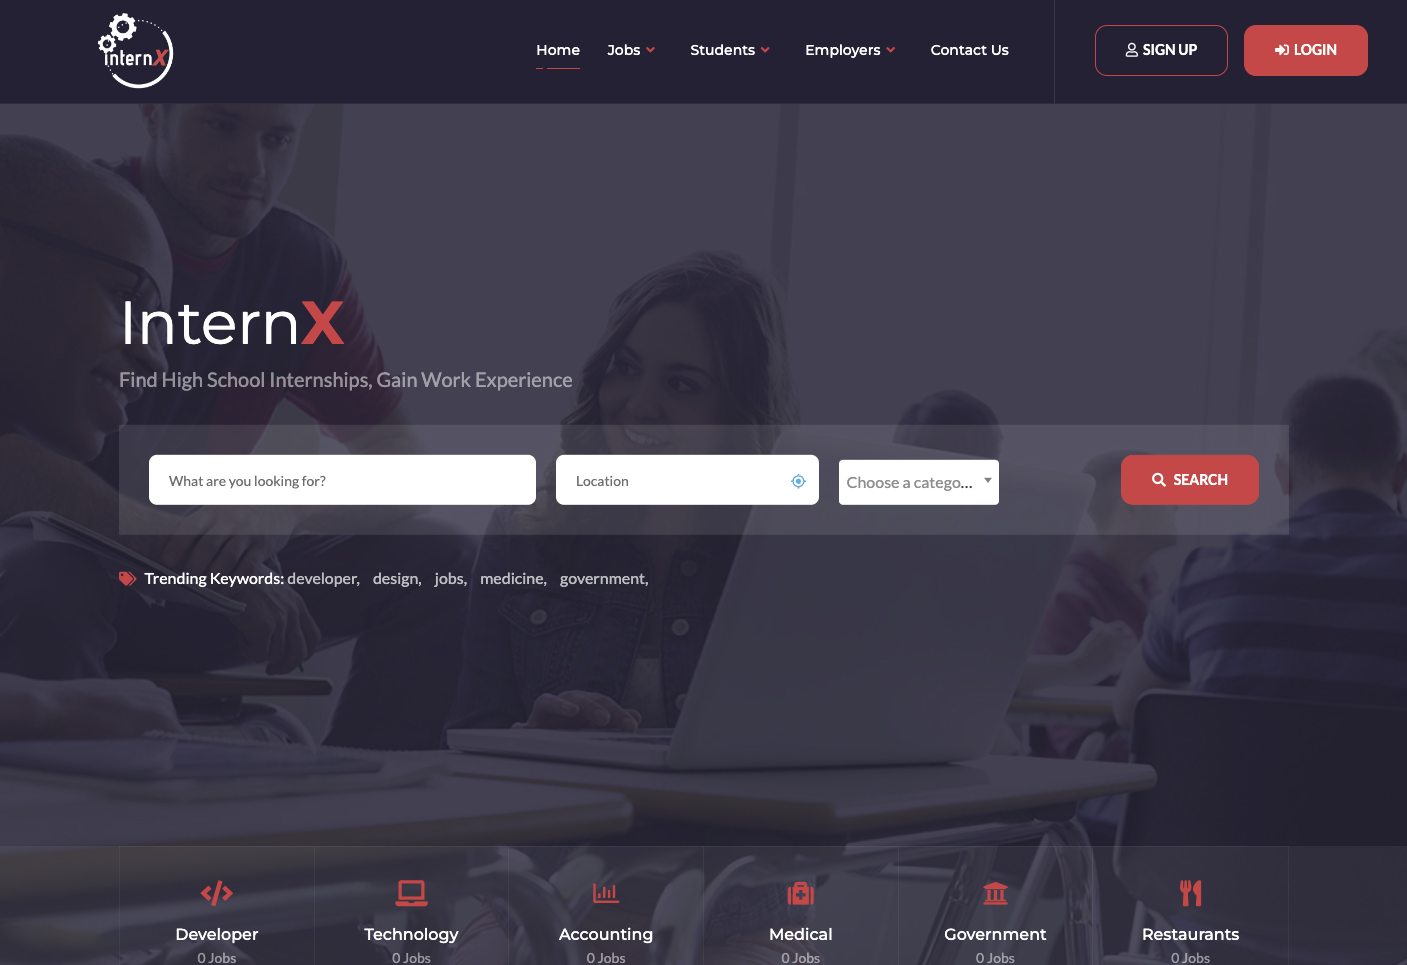 internX
Home Jobs Students Employers Contact Us SIGN UP LOGIN
InternX
Find High School Internships, Gain Work Experience
What are you looking for? Location Choose a catego... SEARCH
Trending Keywords: developer, design, jobs, medicine, government,
Developer Technology Accounting Medical Government Restaurants
0 Jobs 0 Jobs 0 Jobs 0 Jobs 0 Jobs 0 Jobs